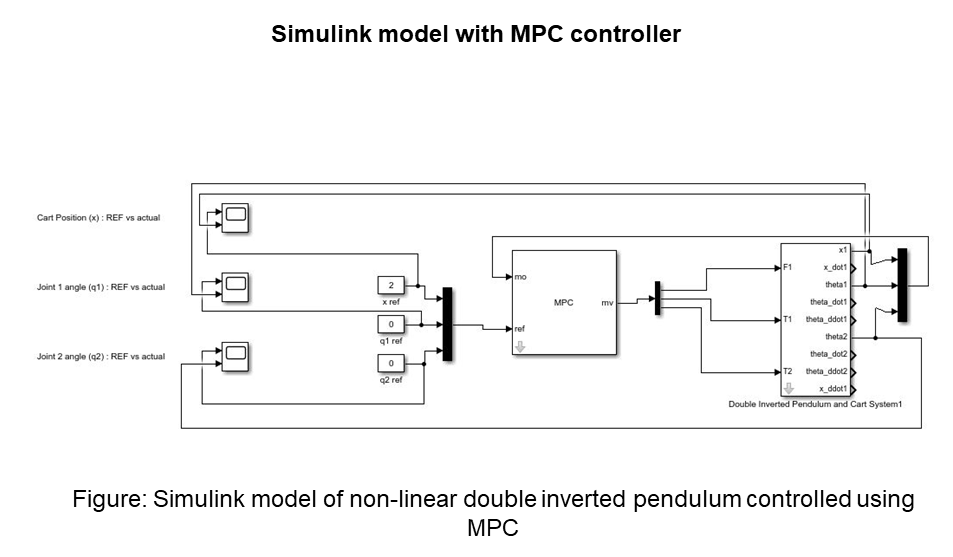 Simulink model with MPC controller
Cart Position (x) : REF vs actual
Joint 1 angle (q1) : REF vs actual
Joint 2 angle (q2) : REF vs actual
2
x ref
0
q1 ref
0
q2 ref
mo
MPC
mv
ref
F1
T1
T2
x1
x_dot1
theta1
theta_dot1
theta_ddot1
theta2
theta_dot2
theta_ddot2
x_ddot1
Double Inverted Pendulum and Cart System1
Figure: Simulink model of non-linear double inverted pendulum controlled using
MPC